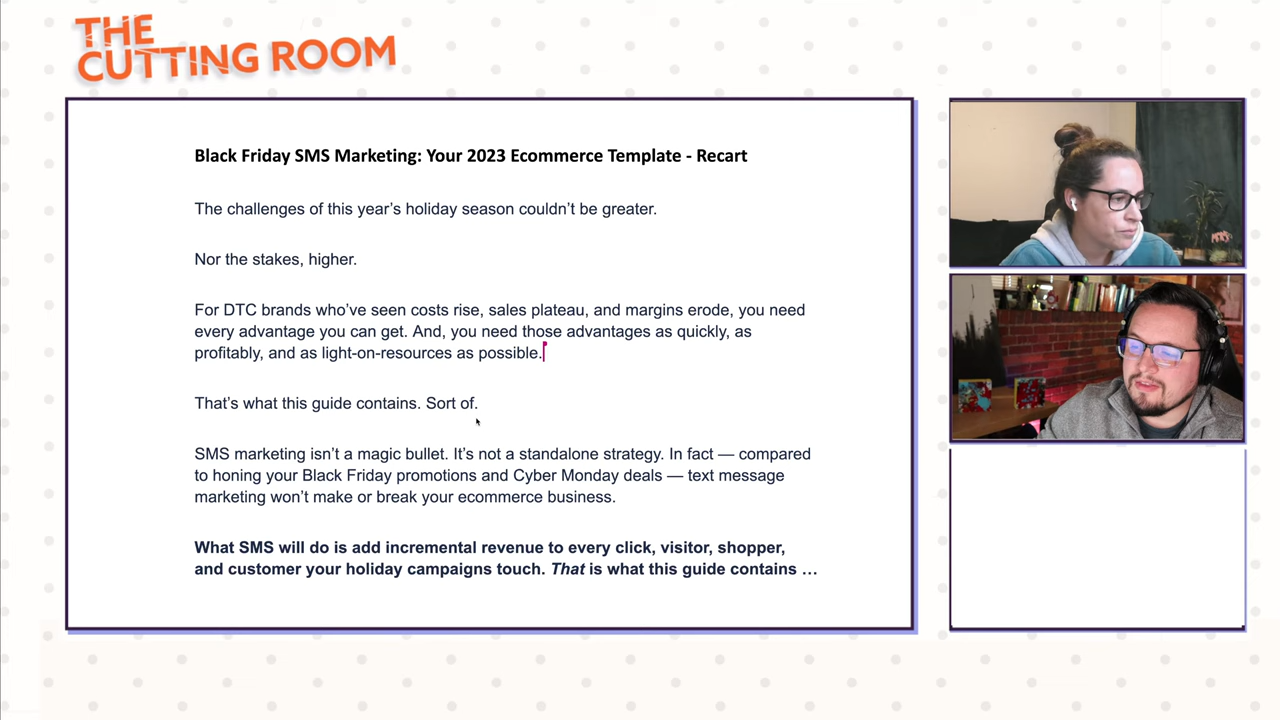 THE
CUTTING ROOM
Black Friday SMS Marketing: Your 2023 Ecommerce Template - Recart
The challenges of this year’s holiday season couldn’t be greater.
Nor the stakes, higher.
For DTC brands who’ve seen costs rise, sales plateau, and margins erode, you need
every advantage you can get. And, you need those advantages as quickly, as
profitably, and as light-on-resources as possible.
That’s what this guide contains. Sort of.
SMS marketing isn’t a magic bullet. It’s not a standalone strategy. In fact — compared
to honing your Black Friday promotions and Cyber Monday deals — text message
marketing won’t make or break your ecommerce business.
What SMS will do is add incremental revenue to every click, visitor, shopper,
and customer your holiday campaigns touch. That is what this guide contains …